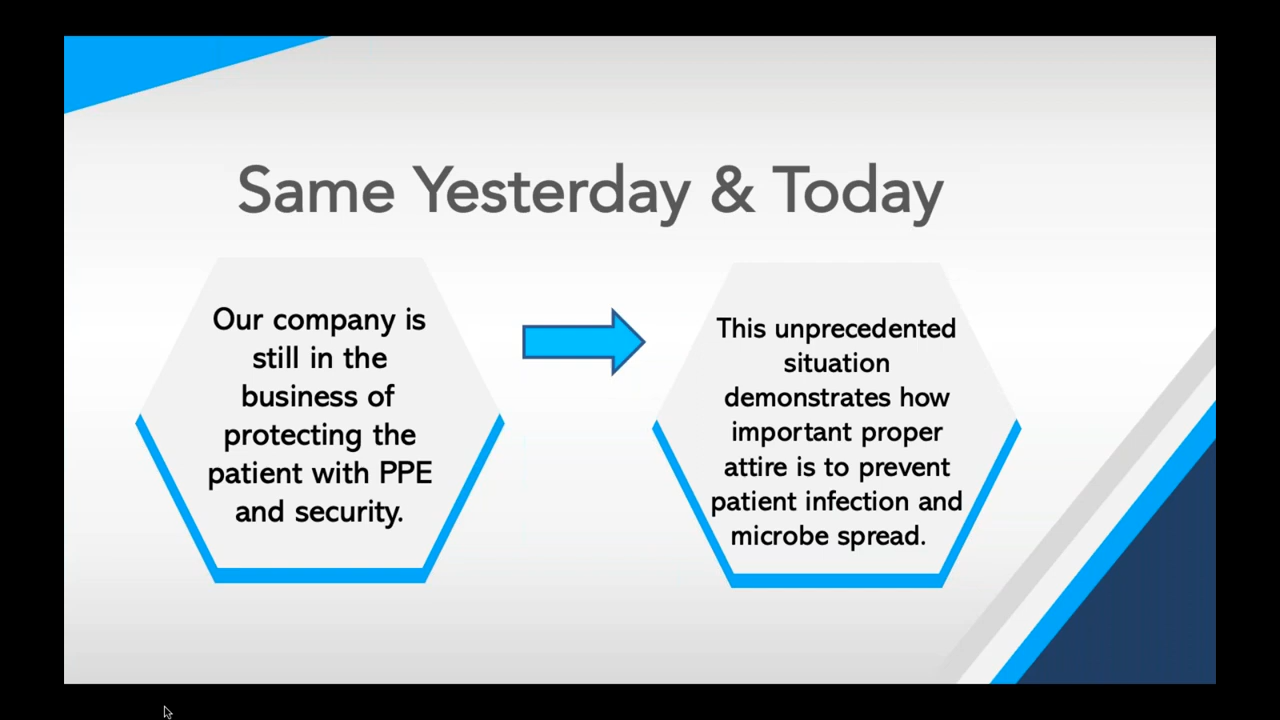 Same Yesterday & Today
Our company is
still in the
business of
protecting the
patient with PPE
and security.
This unprecedented
situation
demonstrates how
important proper
attire is to prevent
patient infection and
microbe spread.